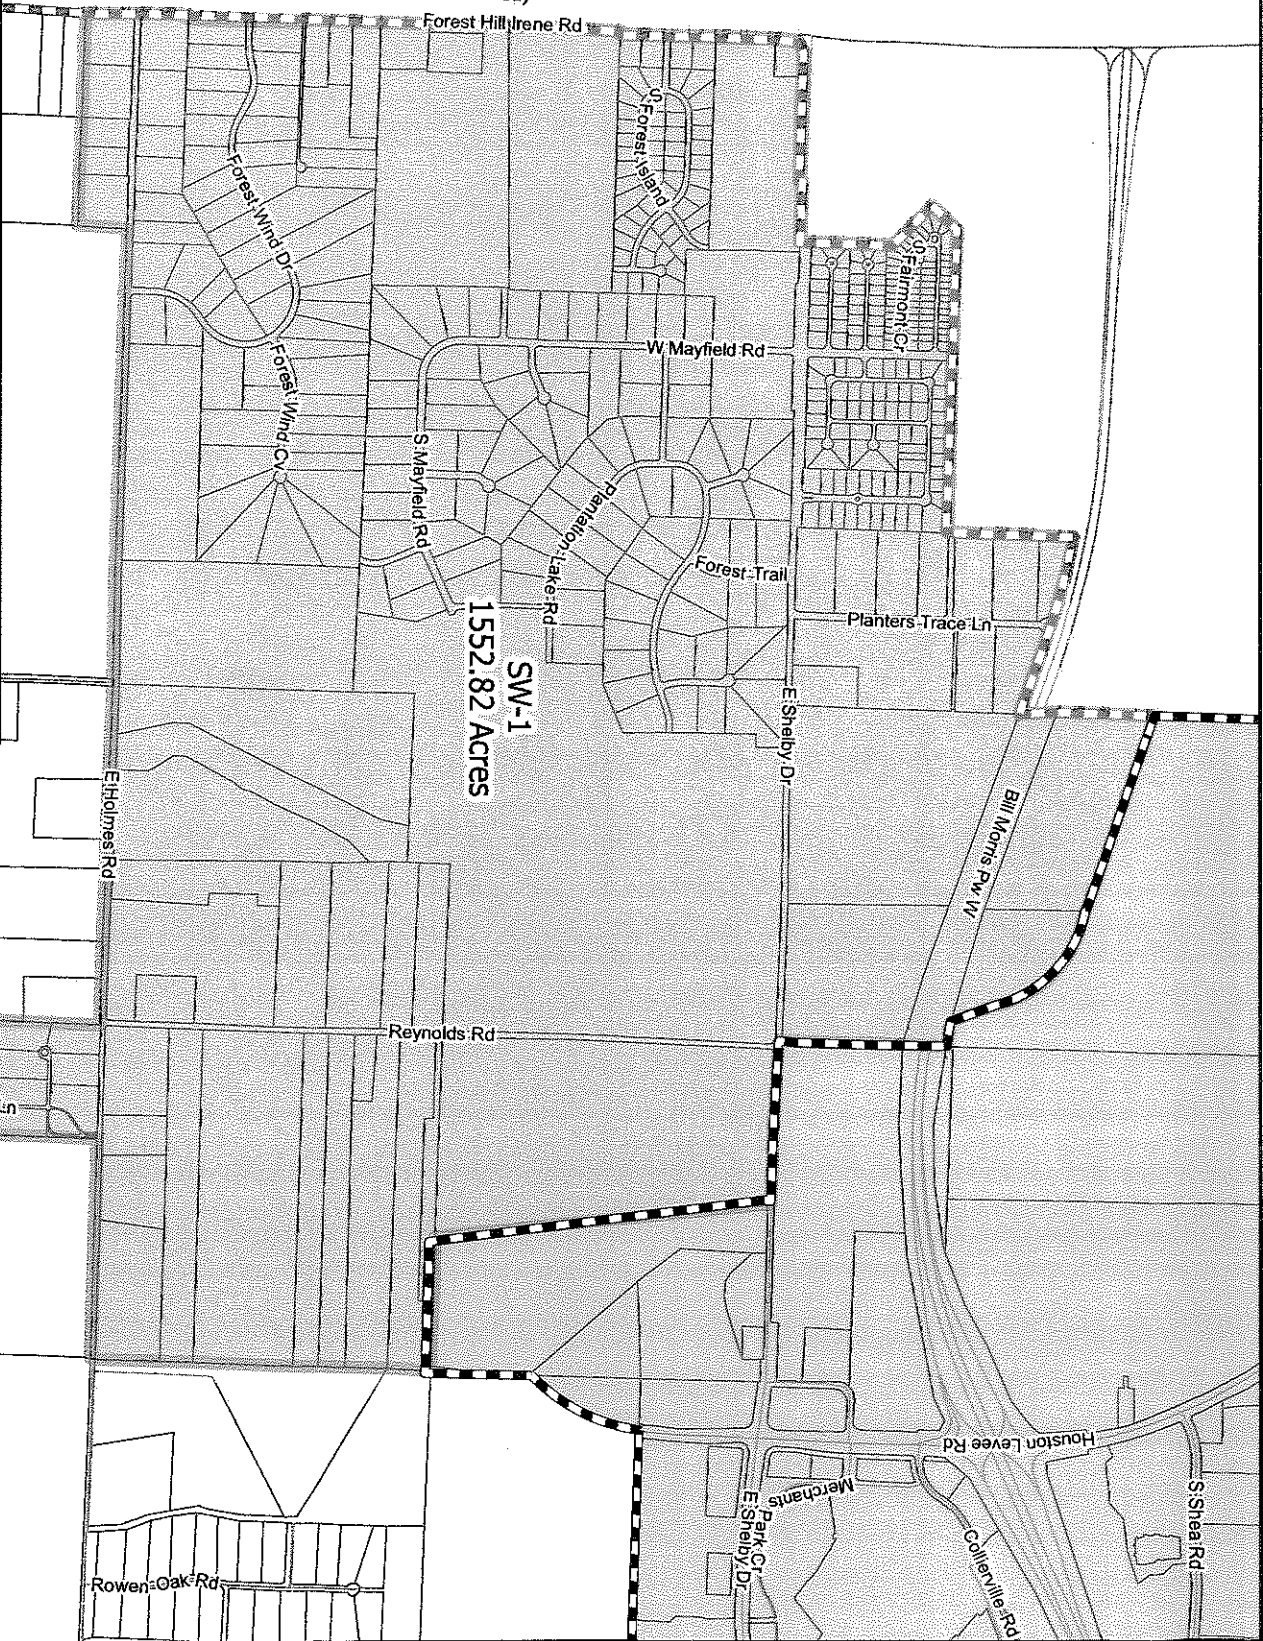 Forest Hill Irene Rd
S Forest Island
Forest Wind Dr
S Fairmont Cr
W Mayfield Rd
Forest Wind Cv
S Mayfield Rd
Plantation Lake Rd
Forest Trail
Planters Trace Ln
SW-1
1552.82 Acres
E Shelby Dr
E Holmes Rd
Bill Morris Pw W
Reynolds Rd
Ln
Houston Levee Rd
Merchants
Park Cr
E Shelby Dr
S Shea Rd
Collierville Rd
Rowen Oak Rd